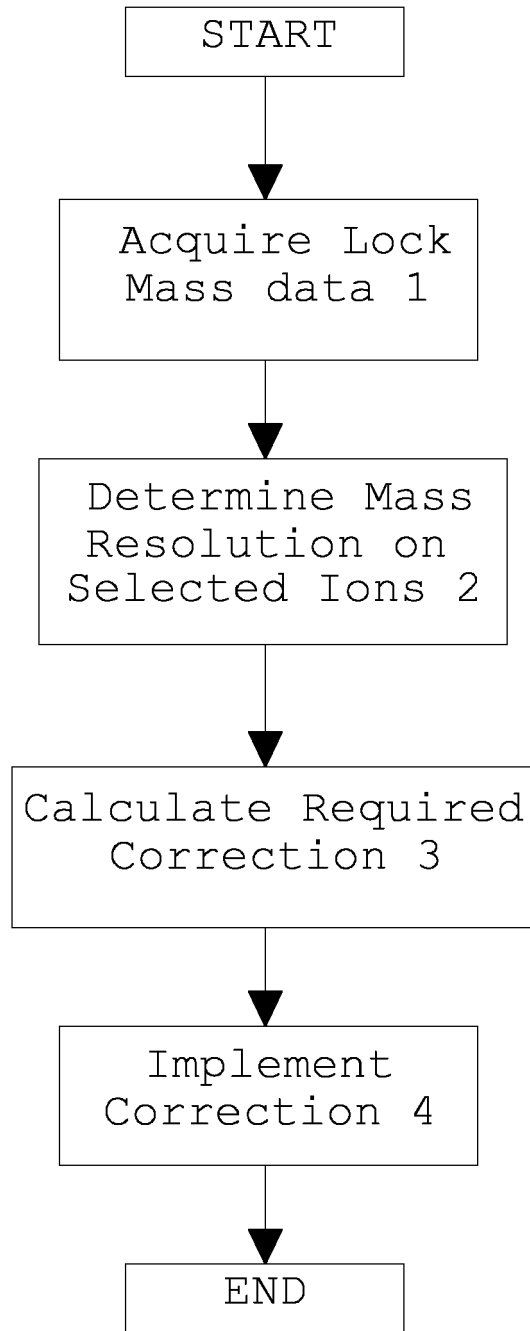 START
Acquire Lock
Mass data 1
Determine Mass
Resolution on
Selected Ions 2
Calculate Required
Correction 3
Implement
Correction 4
END